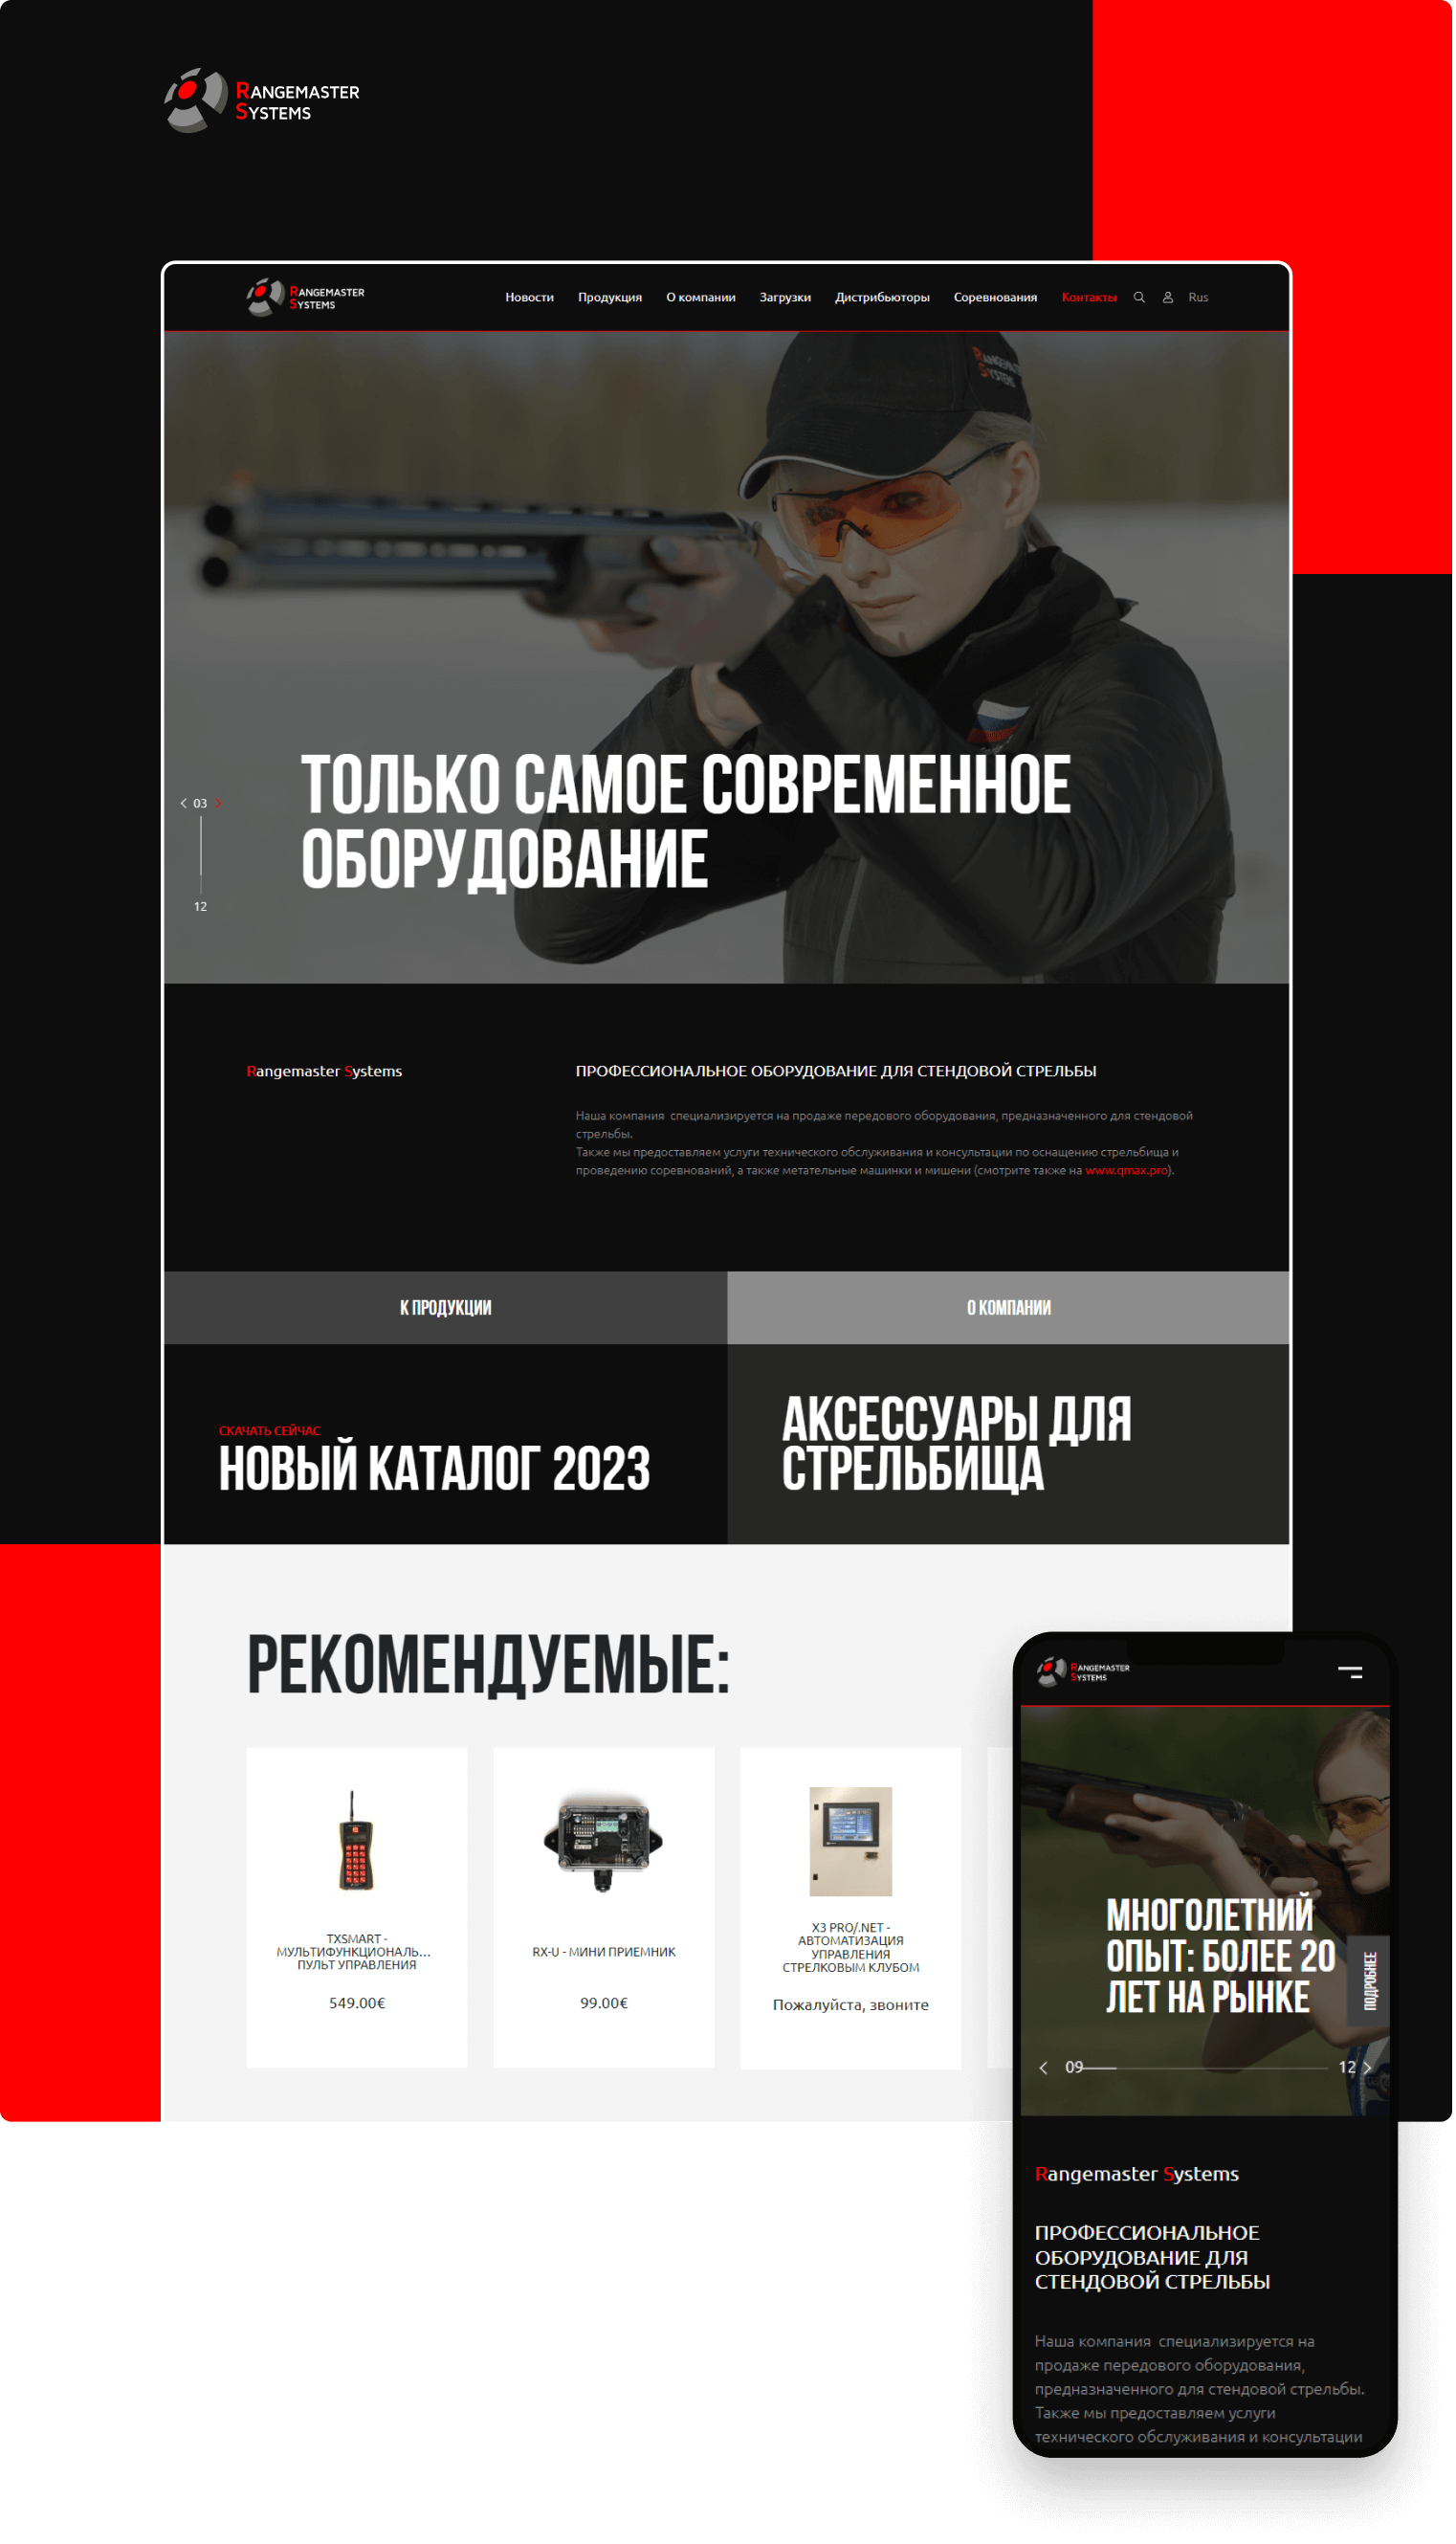 RANGEMASTER
SYSTEMS
RANGEMASTER
SYSTEMS
Новости Продукция О компании Загрузки Дистрибьюторы Соревнования Контакты Rus
RANGEMASTER
SYSTEMS
03
12
ТОЛЬКО САМОЕ СОВРЕМЕННОЕ
ОБОРУДОВАНИЕ
Rangemaster Systems
ПРОФЕССИОНАЛЬНОЕ ОБОРУДОВАНИЕ ДЛЯ СТЕНДОВОЙ СТРЕЛЬБЫ
Наша компания специализируется на продаже передового оборудования, предназначенного для стендовой
стрельбы.
Также мы предоставляем услуги технического обслуживания и консультации по оснащению стрельбища и
проведению соревнований, а также метательные машинки и мишени (смотрите также на www.qmax.pro).
К ПРОДУКЦИИ
О КОМПАНИИ
СКАЧАТЬ СЕЙЧАС
НОВЫЙ КАТАЛОГ 2023
АКСЕССУАРЫ ДЛЯ
СТРЕЛЬБИЩА
РЕКОМЕНДУЕМЫЕ:
TXSMART -
МУЛЬТИФУНКЦИОНАЛЬ...
ПУЛЬТ УПРАВЛЕНИЯ
549.00€
RX-U - МИНИ ПРИЕМНИК
99.00€
X3 PRO/.NET -
АВТОМАТИЗАЦИЯ
УПРАВЛЕНИЯ
СТРЕЛКОВЫМ КЛУБОМ
Пожалуйста, звоните
RANGEMASTER
SYSTEMS
МНОГОЛЕТНИЙ
ОПЫТ: БОЛЕЕ 20
ЛЕТ НА РЫНКЕ
ПОДРОБНЕЕ
09
12
Rangemaster Systems
ПРОФЕССИОНАЛЬНОЕ
ОБОРУДОВАНИЕ ДЛЯ
СТЕНДОВОЙ СТРЕЛЬБЫ
Наша компания специализируется на
продаже передового оборудования,
предназначенного для стендовой стрельбы.
Также мы предоставляем услуги
технического обслуживания и консультации